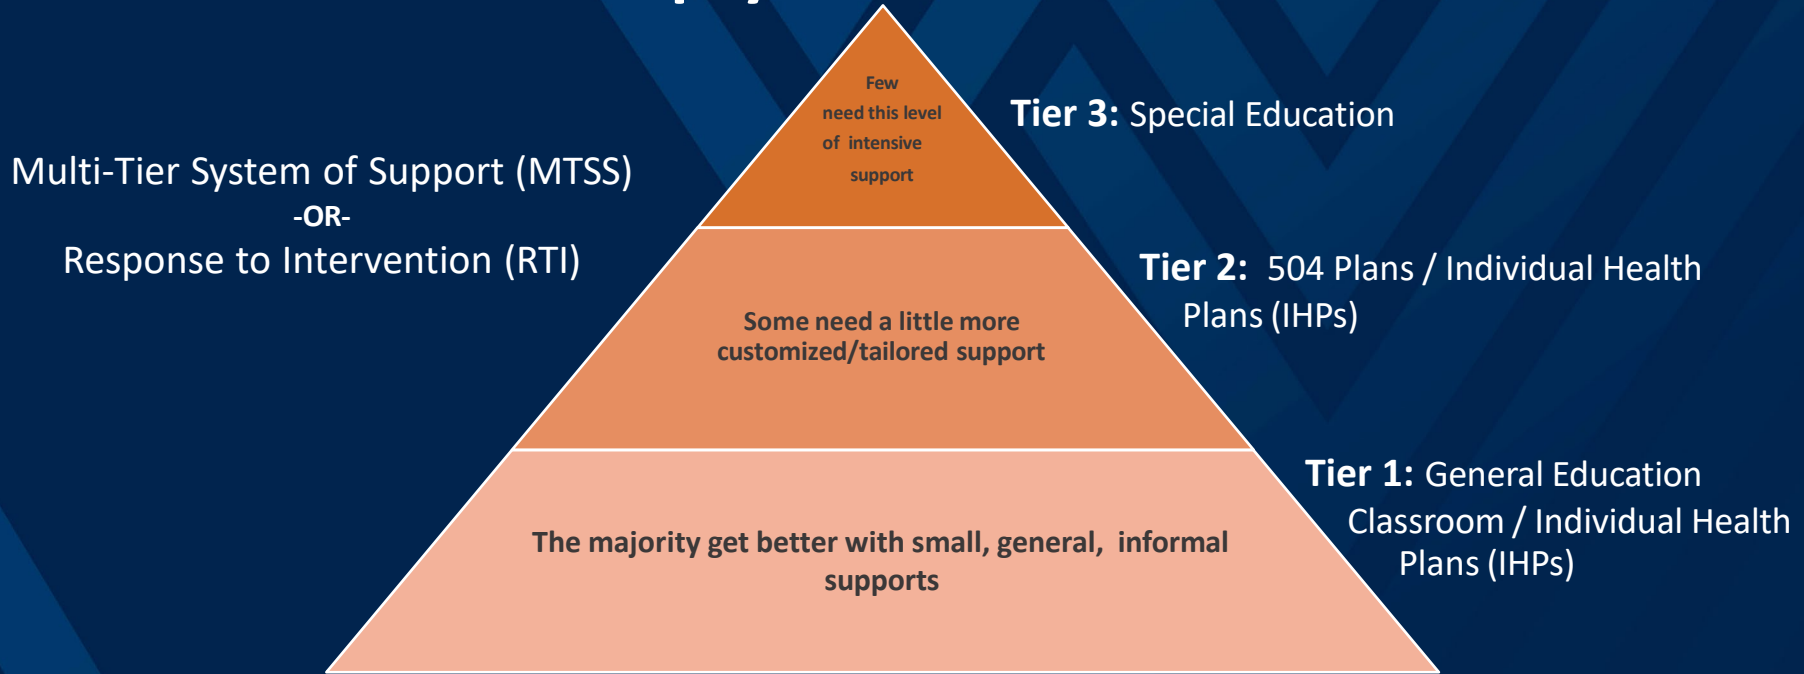 Multi-Tier System of Support (MTSS)
-OR-
Response to Intervention (RTI)
Few
need this level
of intensive
support
Tier 3: Special Education
Some need a little more
customized/tailored support
Tier 2: 504 Plans / Individual Health
Plans (IHPs)
The majority get better with small, general, informal
supports
Tier 1: General Education
Classroom / Individual Health
Plans (IHPs)